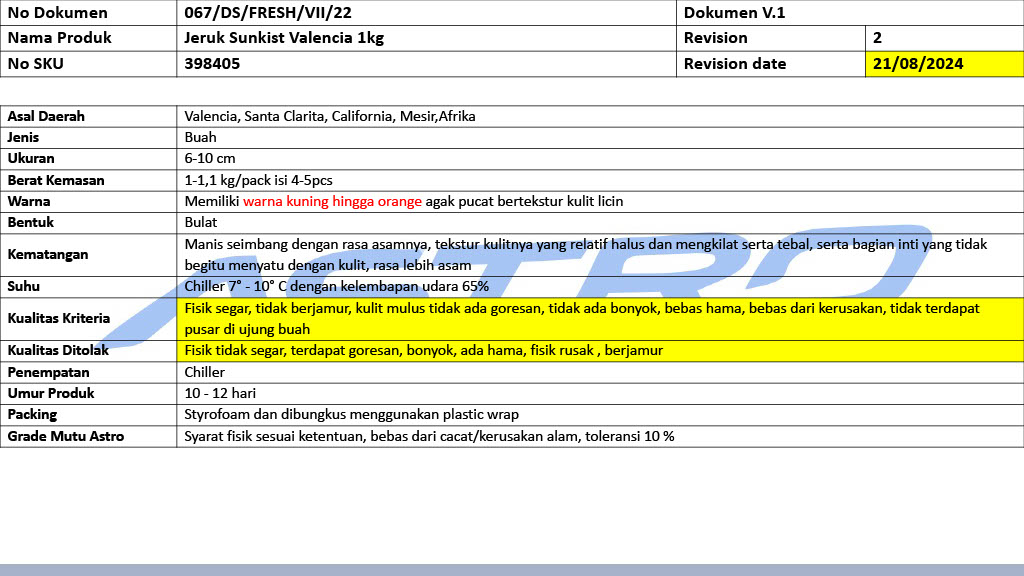 No Dokumen 067/DS/FRESH/VII/22 Dokumen V.1
Nama Produk Jeruk Sunkist Valencia 1kg Revision 2
No SKU 398405 Revision date 21/08/2024
Asal Daerah Valencia, Santa Clarita, California, Mesir,Afrika
Jenis Buah
Ukuran 6-10 cm
Berat Kemasan 1-1,1 kg/pack isi 4-5pcs
Warna Memiliki warna kuning hingga orange agak pucat bertekstur kulit licin
Bentuk Bulat
Kematangan Manis seimbang dengan rasa asamnya, tekstur kulitnya yang relatif halus dan mengkilat serta tebal, serta bagian inti yang tidak
begitu menyatu dengan kulit, rasa lebih asam
Suhu Chiller 7° - 10° C dengan kelembapan udara 65%
Kualitas Kriteria Fisik segar, tidak berjamur, kulit mulus tidak ada goresan, tidak ada bonyok, bebas hama, bebas dari kerusakan, tidak terdapat
pusar di ujung buah
Kualitas Ditolak Fisik tidak segar, terdapat goresan, bonyok, ada hama, fisik rusak , berjamur
Penempatan Chiller
Umur Produk 10 - 12 hari
Packing Styrofoam dan dibungkus menggunakan plastic wrap
Grade Mutu Astro Syarat fisik sesuai ketentuan, bebas dari cacat/kerusakan alam, toleransi 10 %
ASTRO